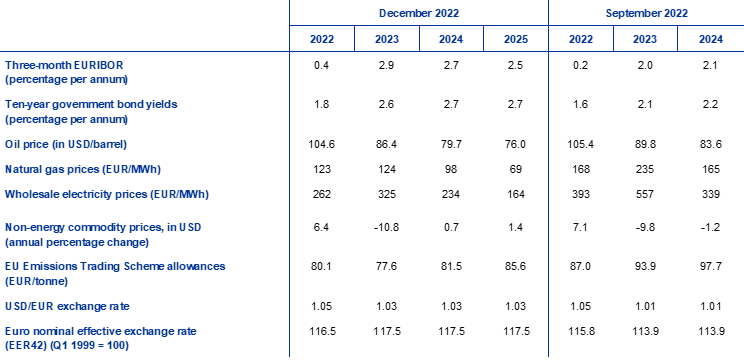 December 2022 September 2022
2022 2023 2024 2025 2022 2023 2024
Three-month EURIBOR
(percentage per annum) 0.4 2.9 2.7 2.5 0.2 2.0 2.1
Ten-year government bond yields
(percentage per annum) 1.8 2.6 2.7 2.7 1.6 2.1 2.2
Oil price (in USD/barrel) 104.6 86.4 79.7 76.0 105.4 89.8 83.6
Natural gas prices (EUR/MWh) 123 124 98 69 168 235 165
Wholesale electricity prices (EUR/MWh) 262 325 234 164 393 557 339
Non-energy commodity prices, in USD
(annual percentage change) 6.4 -10.8 0.7 1.4 7.1 -9.8 -1.2
EU Emissions Trading Scheme allowances
(EUR/tonne) 80.1 77.6 81.5 85.6 87.0 93.9 97.7
USD/EUR exchange rate 1.05 1.03 1.03 1.03 1.05 1.01 1.01
Euro nominal effective exchange rate
(EER42) (Q1 1999 = 100) 116.5 117.5 117.5 117.5 115.8 113.9 113.9